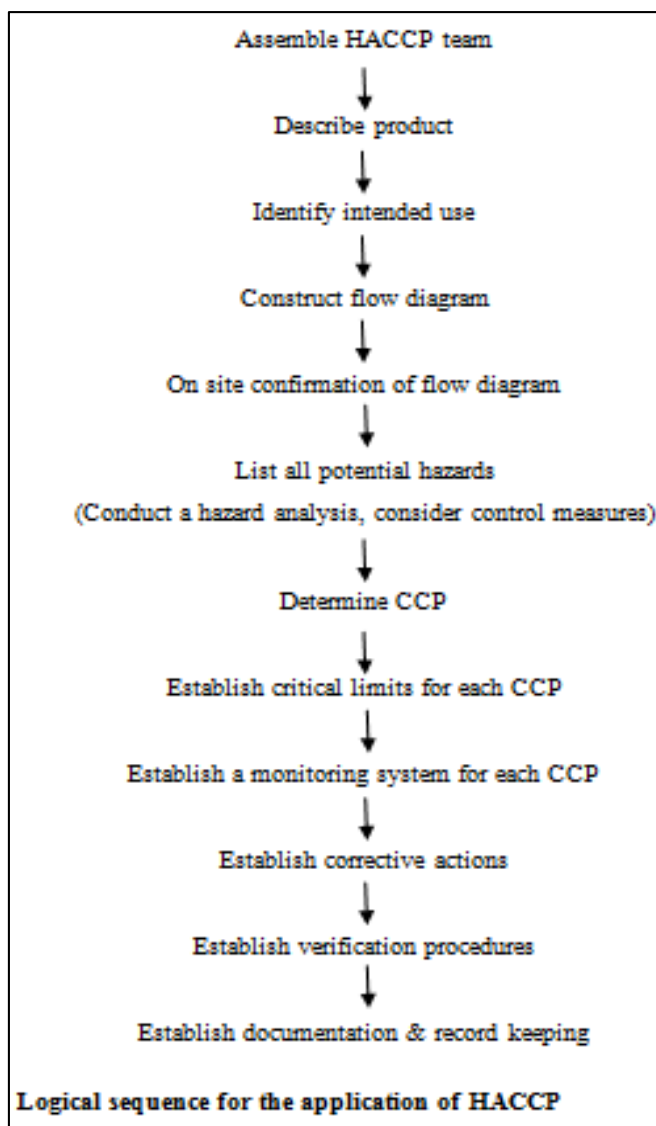 Assemble HACCP team
Describe product
Identify intended use
Construct flow diagram
On site confirmation of flow diagram
List all potential hazards
(Conduct a hazard analysis, consider control measures)
Determine CCP
Establish critical limits for each CCP
Establish a monitoring system for each CCP
Establish corrective actions
Establish verification procedures
Establish documentation & record keeping
Logical sequence for the application of HACCP